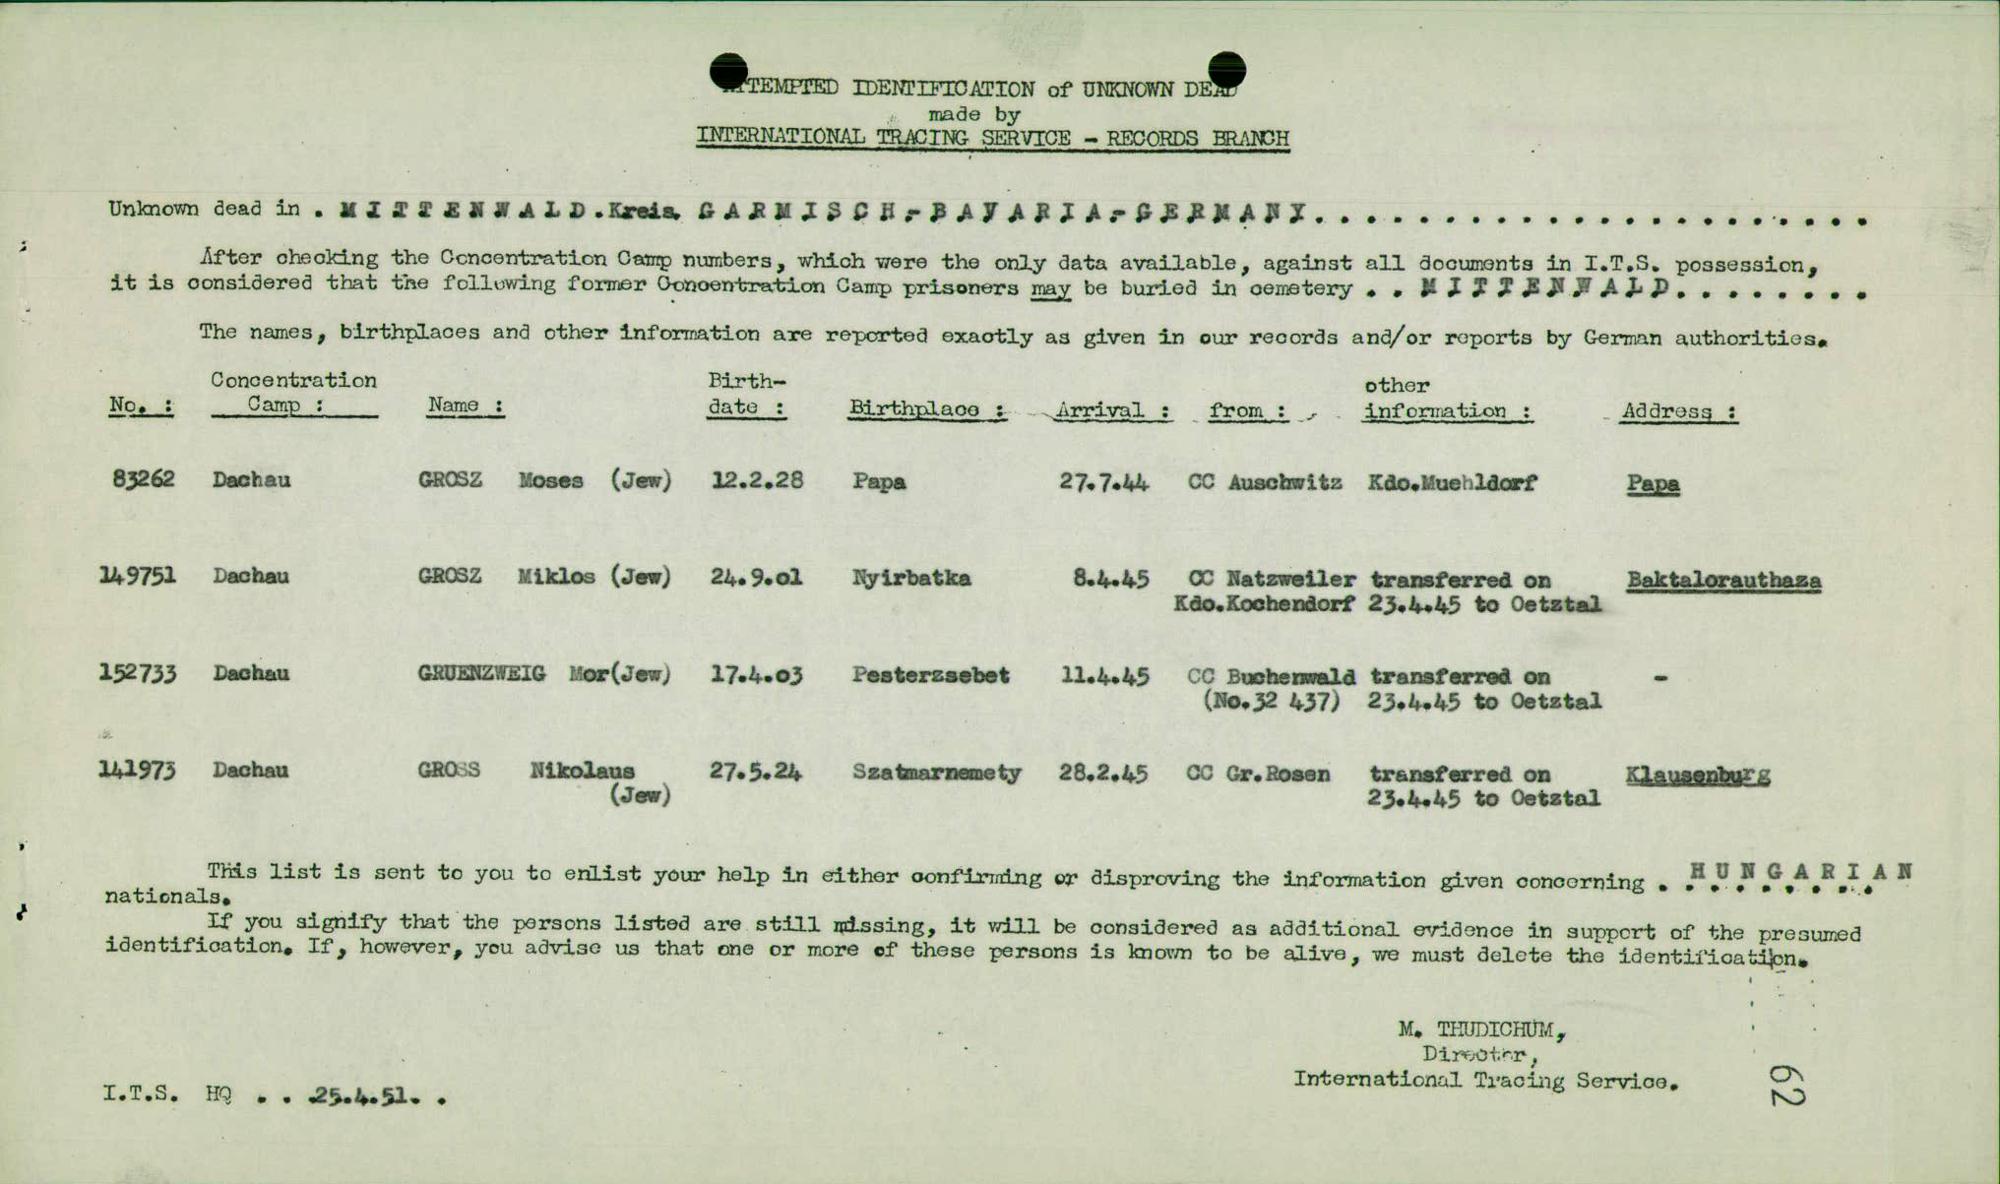 ATTEMPTED IDENTIFICATION of UNKNOWN DEAD
made by
INTERNATIONAL TRACING SERVICE - RECORDS BRANCH
Unknown dead in . MITTENWALD.Kreis. GARMISCH-BAVARIA-GERMANY. . . . . . . . . . . . . . . . . . . . . .
After checking the Concentration Camp numbers, which were the only data available, against all documents in I.T.S. possession,
it is considered that the following former Concentration Camp prisoners may be buried in cemetery . . MITTENWALD. . . . . . . .
The names, birthplaces and other information are reported exactly as given in our records and/or reports by German authorities.
Concentration Birth- other
No. : Camp : Name : date : Birthplace : Arrival : from : information : Address :
83262 Dachau GROSZ Moses (Jew) 12.2.28 Papa 27.7.44 CC Auschwitz Kdo.Muehldorf Papa
149751 Dachau GROSZ Miklos (Jew) 24.9.01 Nyirbatka 8.4.45 CC Natzweiler transferred on Baktalorauthaza
Kdo.Kochendorf 23.4.45 to Oetztal
152733 Dachau GRUENZWEIG Mor(Jew) 17.4.03 Pesterzsebet 11.4.45 CC Buchenwald transferred on -
(No.32 437) 23.4.45 to Oetztal
141973 Dachau GROSS Nikolaus 27.5.24 Szatmarnemety 28.2.45 CC Gr.Rosen transferred on Klausenburg
(Jew) 23.4.45 to Oetztal
This list is sent to you to enlist your help in either confirming or disproving the information given concerning . HUNGARIAN
nationals.
If you signify that the persons listed are still missing, it will be considered as additional evidence in support of the presumed
identification. If, however, you advise us that one or more of these persons is known to be alive, we must delete the identification.
M. THUDICHUM,
Director,
International Tracing Service.
I.T.S. HQ . . 25.4.51. .
62